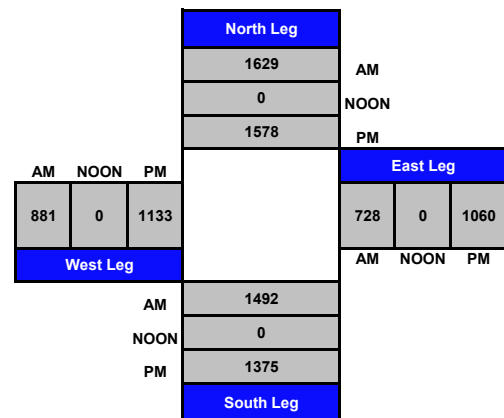 North Leg
1629 AM
0 NOON
1578 PM
AM NOON PM
East Leg
881 0 1133
728 0 1060
West Leg
AM NOON PM
AM 1492
NOON 0
PM 1375
South Leg